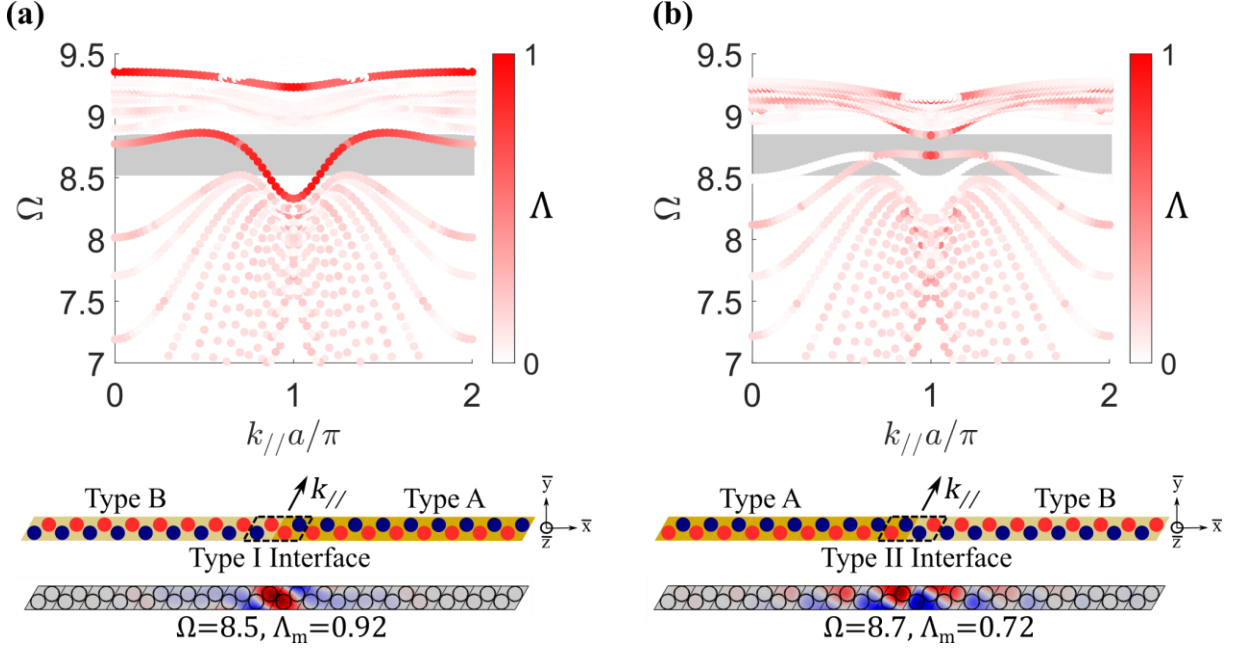 (a)
9.5
9
8.5
8
7.5
7
Ω
0
1
2
k//a/π
1
Λ
0
Type B
k//
Type A
Type I Interface
y
x
z
Ω=8.5, Λm=0.92
(b)
9.5
9
8.5
8
7.5
7
Ω
0
1
2
k//a/π
1
Λ
0
Type A
k//
Type B
Type II Interface
y
x
z
Ω=8.7, Λm=0.72